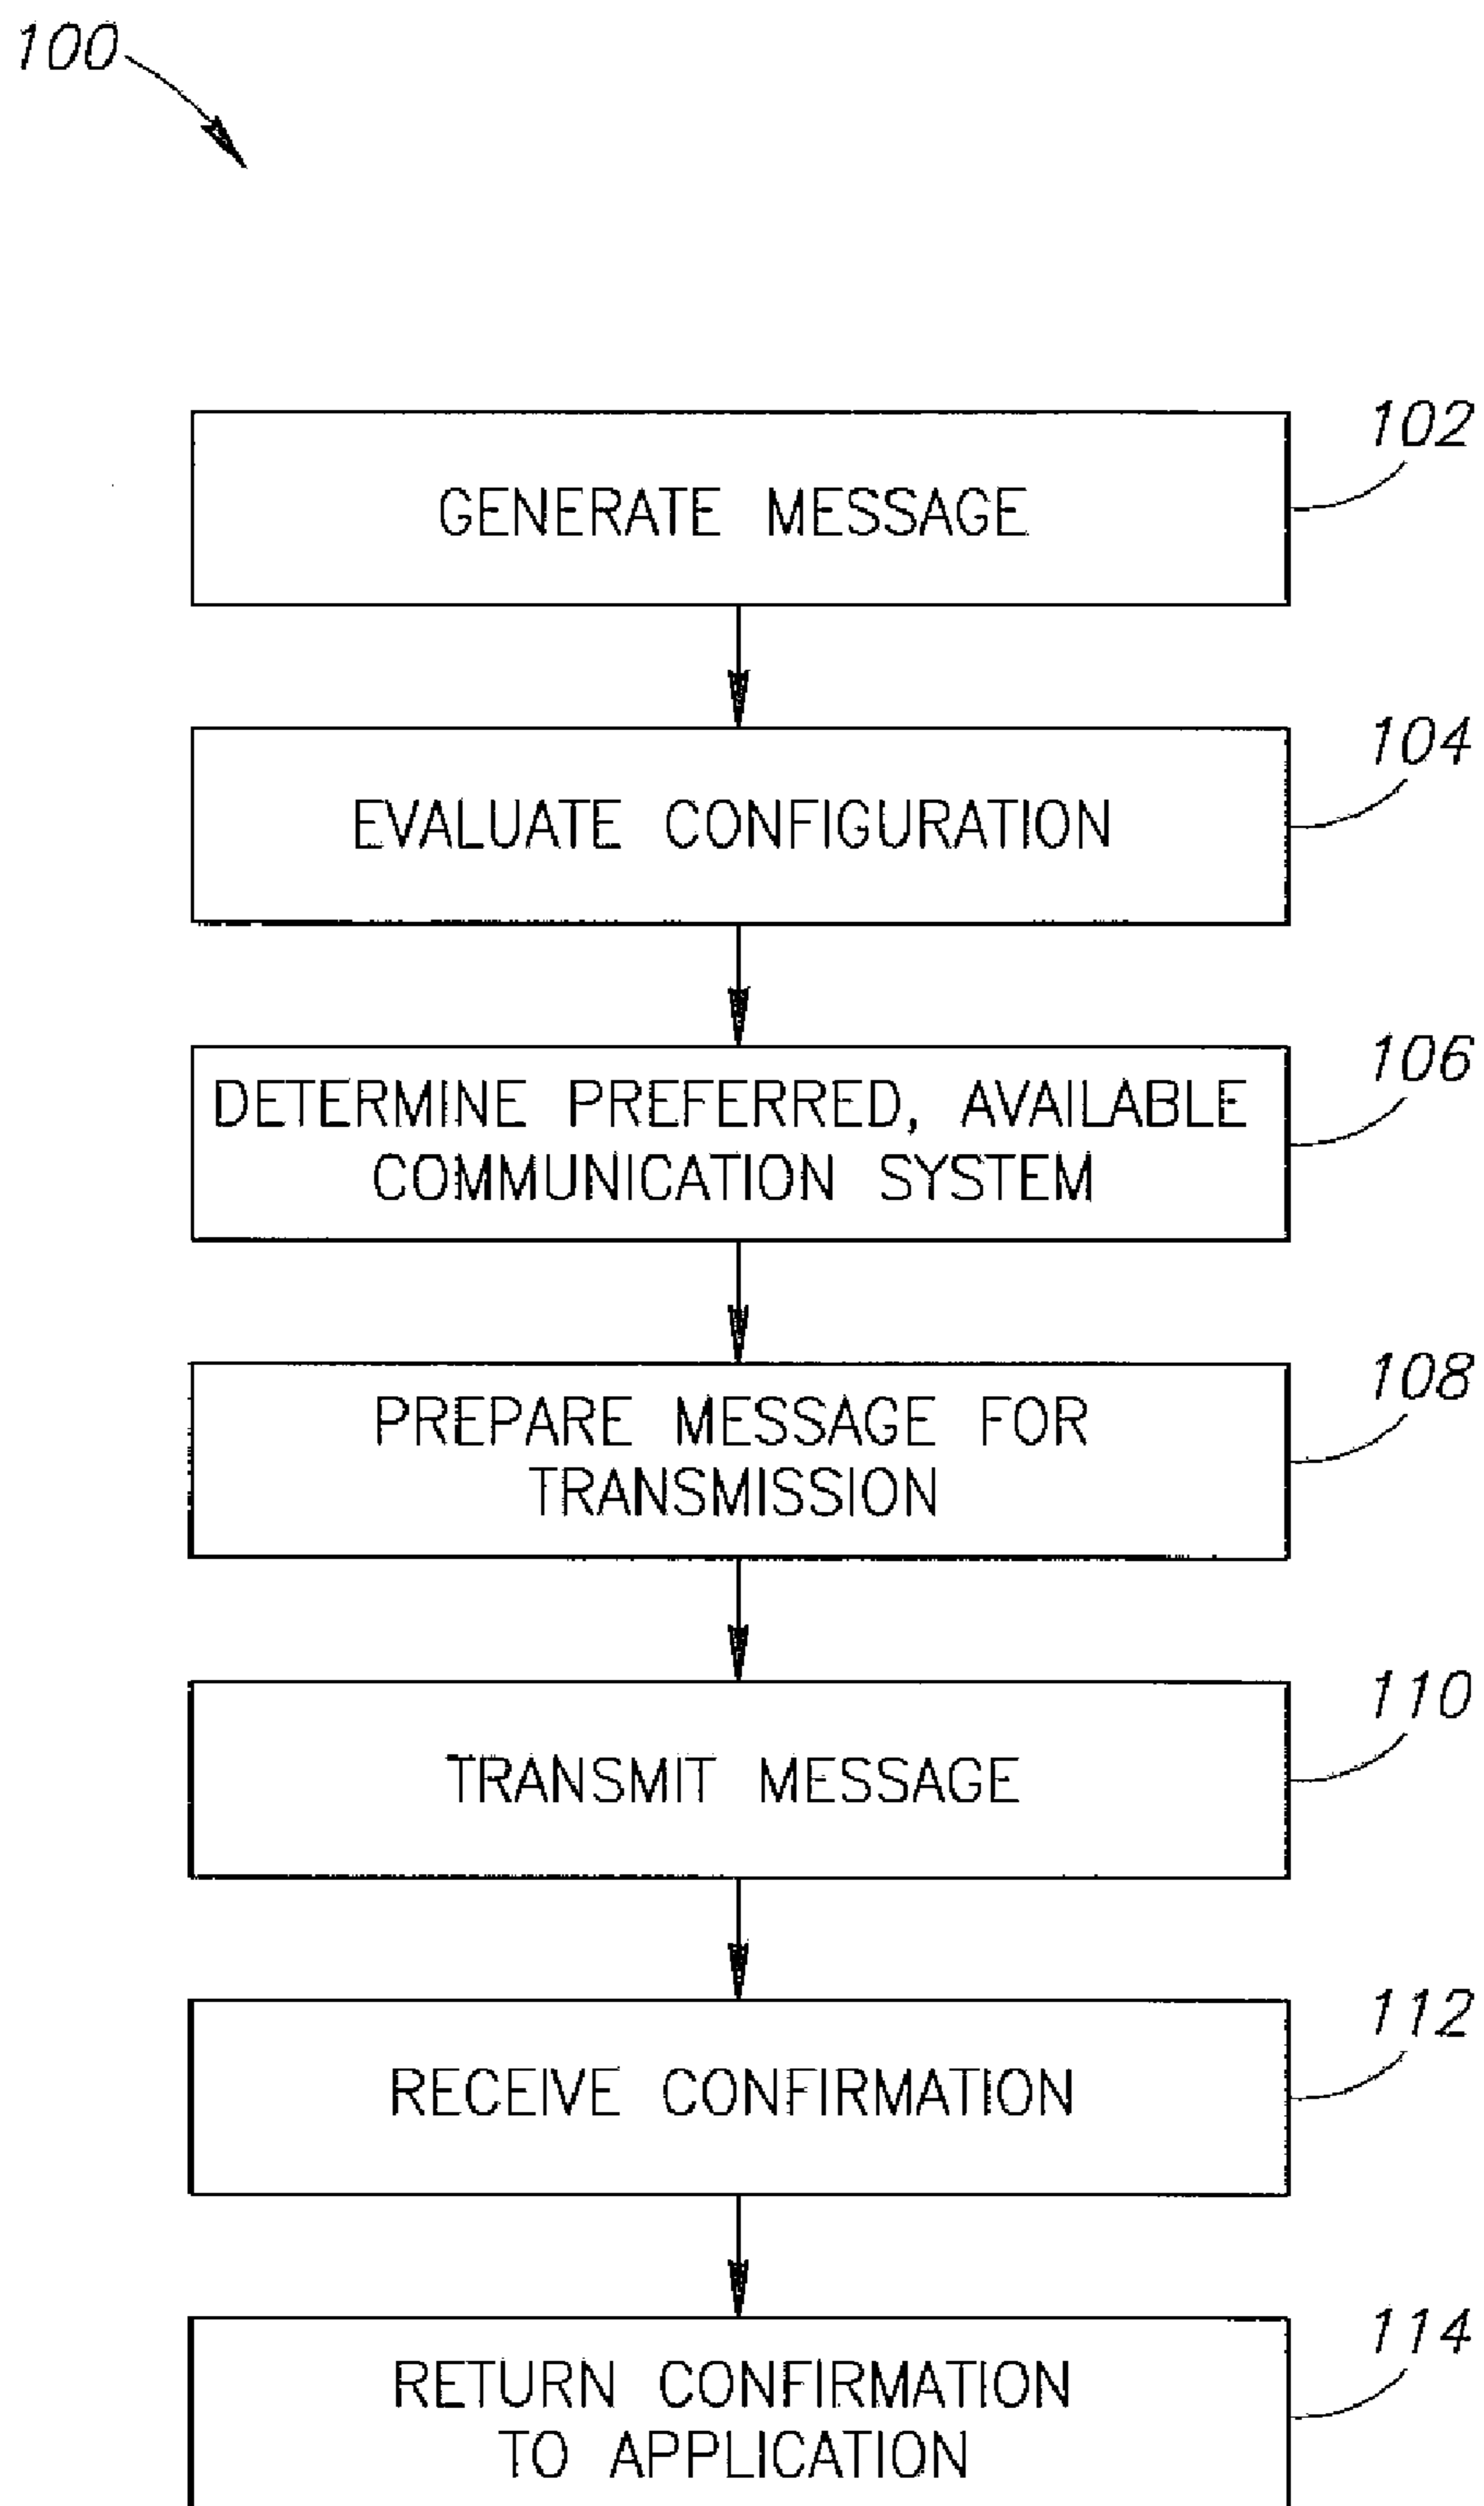 100
102
GENERATE MESSAGE
104
EVALUATE CONFIGURATION
106
DETERMINE PREFERRED, AVAILABLE
COMMUNICATION SYSTEM
108
PREPARE MESSAGE FOR
TRANSMISSION
110
TRANSMIT MESSAGE
112
RECEIVE CONFIRMATION
114
RETURN CONFIRMATION
TO APPLICATION